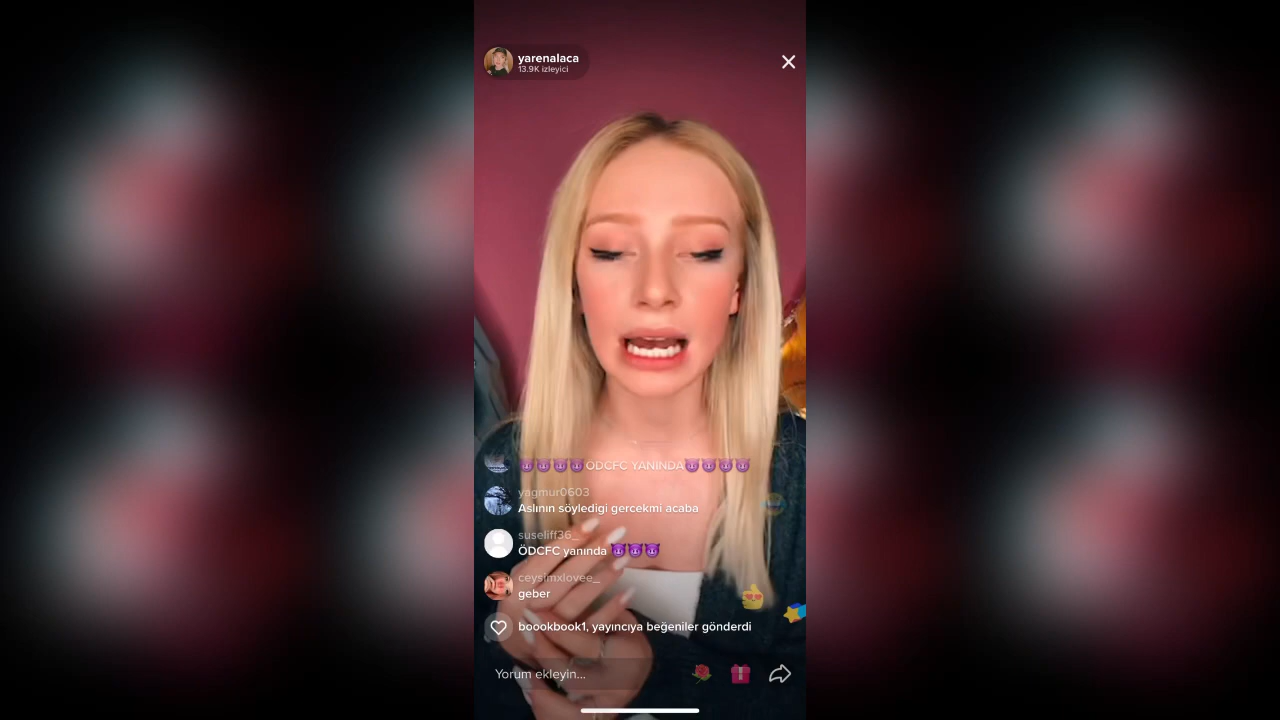 yarenalaca
13.9K izleyici
😈😈😈😈ÖDCFC YANINDA😈😈😈😈
yagmur0603
Aslının söyledigi gercekmi acaba
suseliff36_
ÖDCFC yanında 😈😈😈
ceysimxlovee_
geber
boookbook1, yayıncıya beğeniler gönderdi
Yorum ekleyin...